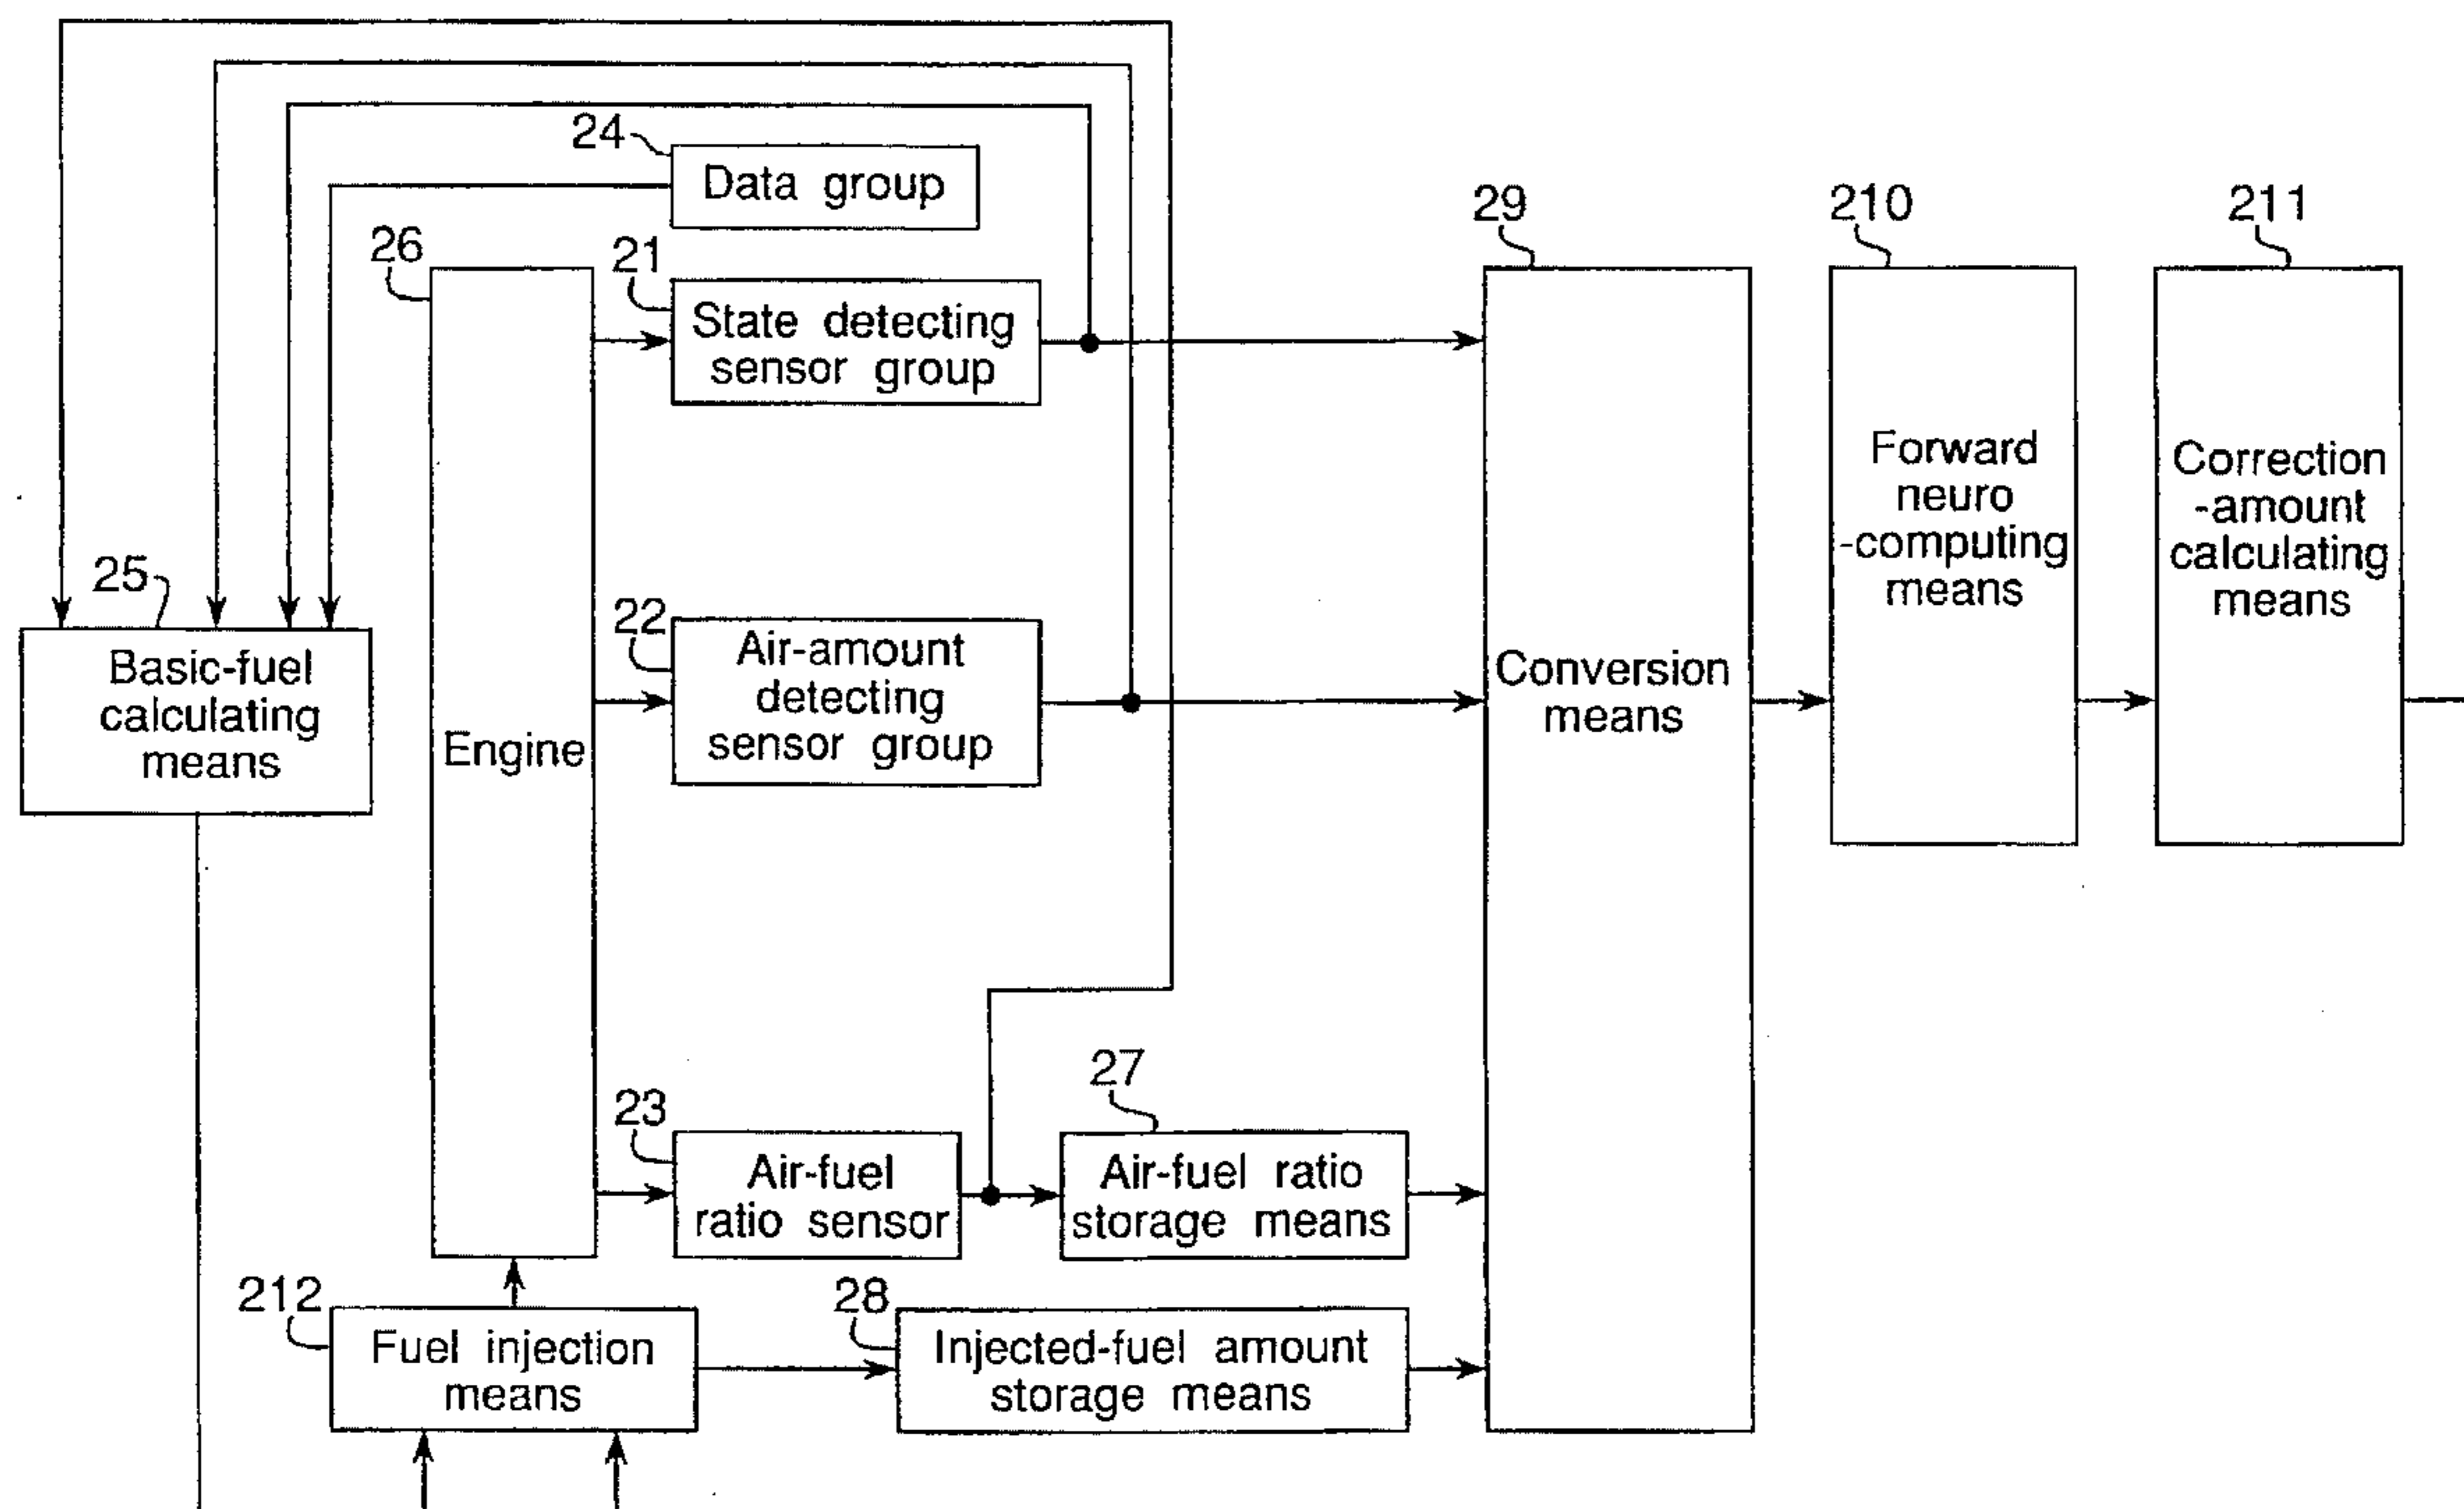 24
Data group
26
21
State detecting
sensor group
29
210
211
Forward
neuro
-computing
means
Correction
-amount
calculating
means
25
Basic-fuel
calculating
means
22
Air-amount
detecting
sensor group
Engine
Conversion
means
23
Air-fuel
ratio sensor
27
Air-fuel ratio
storage means
212
Fuel injection
means
28
Injected-fuel amount
storage means